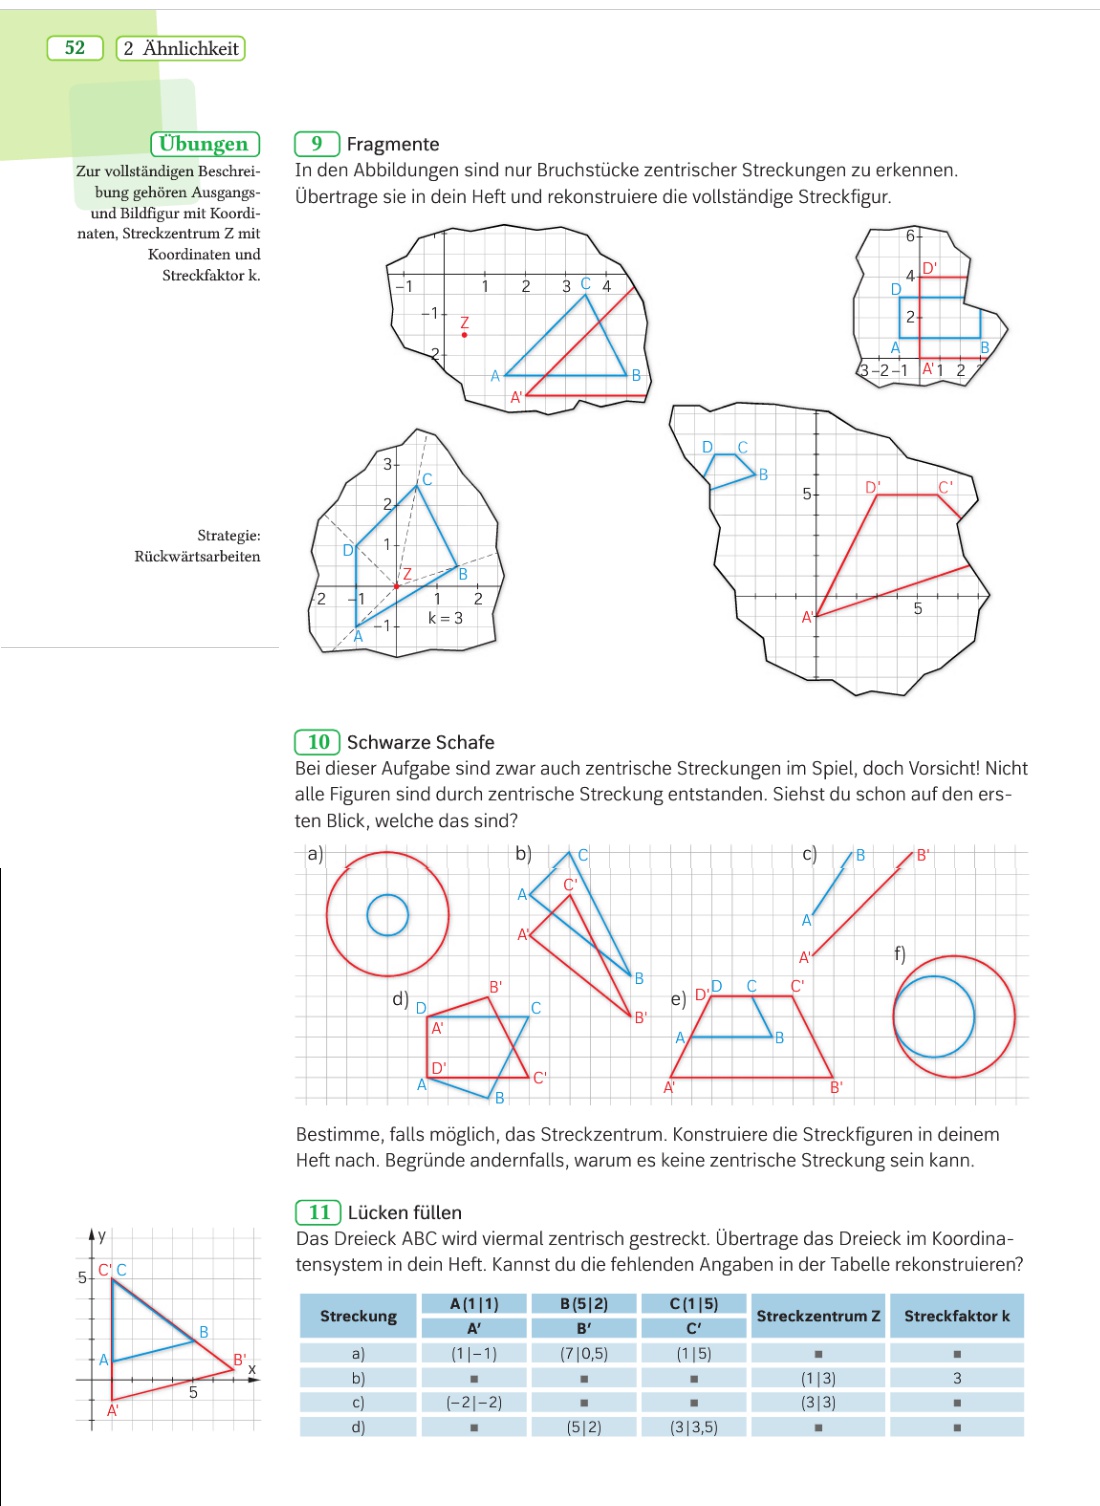 52
2 Ähnlichkeit
Übungen
Zur vollständigen Beschrei-
bung gehören Ausgangs-
und Bildfigur mit Koordi-
naten, Streckzentrum Z mit
Koordinaten und
Streckfaktor k.
9 Fragmente
In den Abbildungen sind nur Bruchstücke zentrischer Streckungen zu erkennen.
Übertrage sie in dein Heft und rekonstruiere die vollständige Streckfigur.
−1 1 2 3 C 4
−1
Z
2
A B
A'
6
4 D'
D
2
A B
3 −2 −1 A' 1 2 3
Strategie:
Rückwärtsarbeiten
3
C
2
D 1
Z B
2 −1 1 2
A −1 k = 3
D C
B
5 D' C'
A' 5
10 Schwarze Schafe
Bei dieser Aufgabe sind zwar auch zentrische Streckungen im Spiel, doch Vorsicht! Nicht
alle Figuren sind durch zentrische Streckung entstanden. Siehst du schon auf den ers-
ten Blick, welche das sind?
a) b) C c) B B'
C'
A
A' A
B A' f)
d) D B' C e) D' D C C'
A' B'
A B
D' C'
A B A' B'
Bestimme, falls möglich, das Streckzentrum. Konstruiere die Streckfiguren in deinem
Heft nach. Begründe andernfalls, warum es keine zentrische Streckung sein kann.
11 Lücken füllen
Das Dreieck ABC wird viermal zentrisch gestreckt. Übertrage das Dreieck im Koordina-
tensystem in dein Heft. Kannst du die fehlenden Angaben in der Tabelle rekonstruieren?
y
5 C' C
B
A B' x
5
A'
Streckung A(1|1) B(5|2) C(1|5) Streckzentrum Z Streckfaktor k
A′ B′ C′
a) (1|−1) (7|0,5) (1|5) ■ ■
b) ■ ■ ■ (1|3) 3
c) (−2|−2) ■ ■ (3|3) ■
d) ■ (5|2) (3|3,5) ■ ■